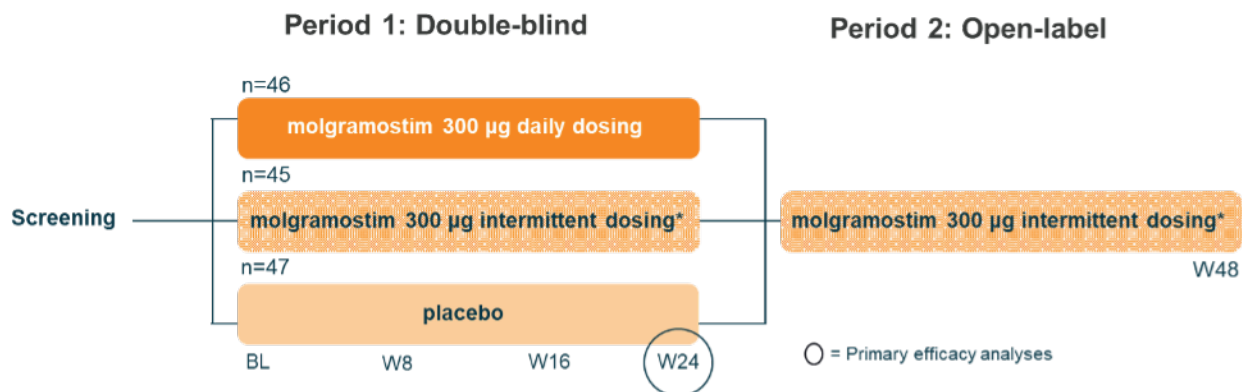 Period 1: Double-blind
Period 2: Open-label
n=46
molgramostim 300 µg daily dosing
n=45
Screening
molgramostim 300 µg intermittent dosing*
molgramostim 300 µg intermittent dosing*
n=47
W48
placebo
BL
W8
W16
W24
= Primary efficacy analyses